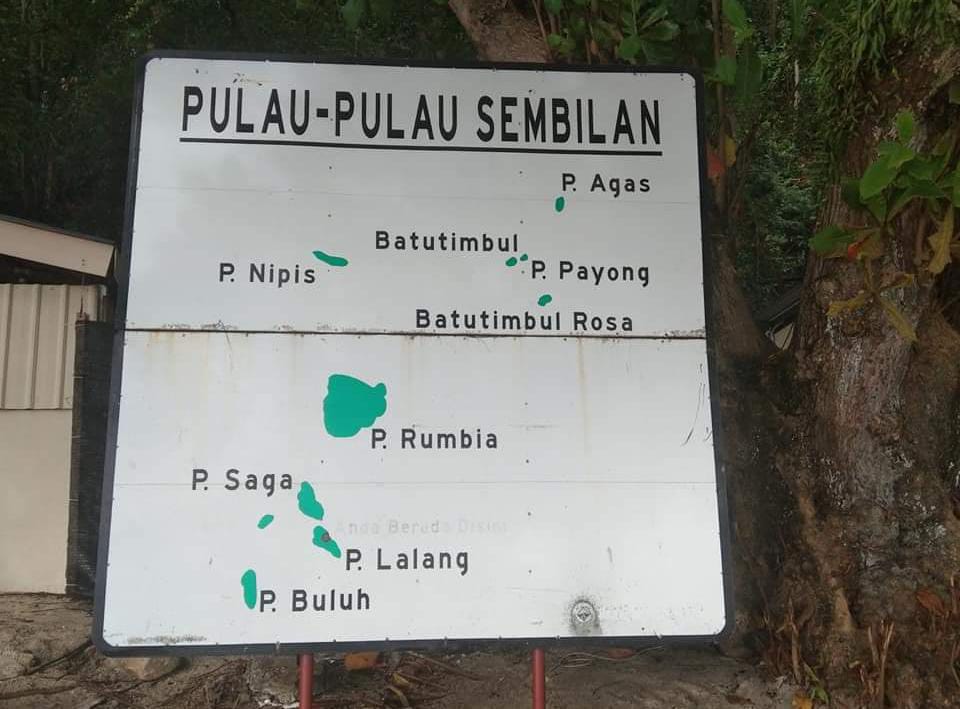 PULAU-PULAU SEMBILAN
P. Agas
Batutimbul
P. Nipis
P. Payong
Batutimbul Rosa
P. Rumbia
P. Saga
Anda Berada Disini
P. Lalang
P. Buluh